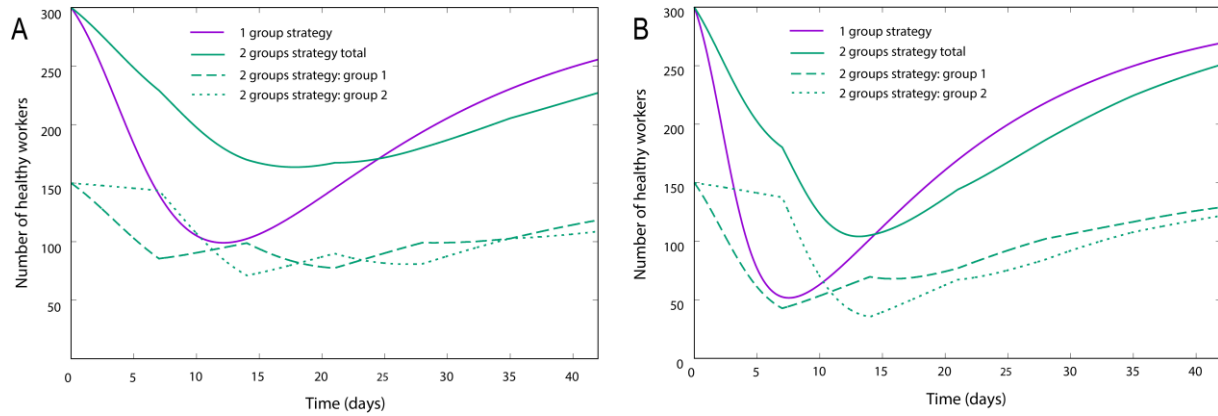 A
300
250
200
150
100
50
0
5
10
15
20
25
30
35
40
Number of healthy workers
Time (days)
1 group strategy
2 groups strategy total
2 groups strategy: group 1
2 groups strategy: group 2
B
300
250
200
150
100
50
0
0
5
10
15
20
25
30
35
40
Number of healthy workers
Time (days)
1 group strategy
2 groups strategy total
2 groups strategy: group 1
2 groups strategy: group 2